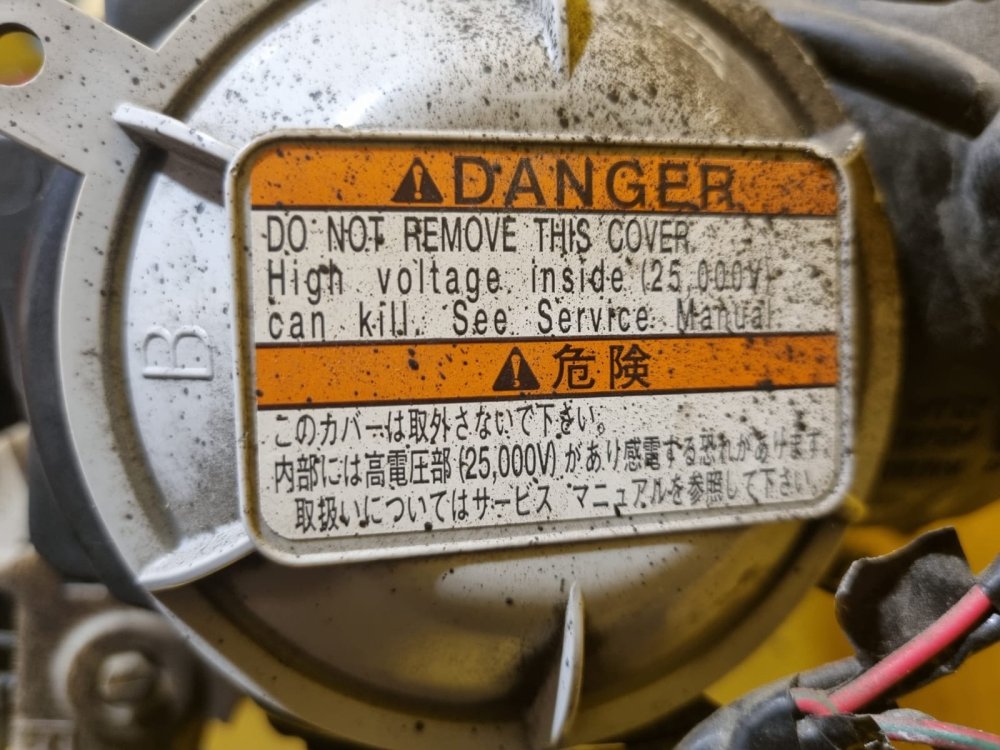 DANGER
DO NOT REMOVE THIS COVER
High voltage inside (25,000V)
can kill. See Service Manual
危険
このカバーは取外さないで下さい。
内部には高電圧部(25,000V)があり感電する恐れがあります。
取扱いについてはサービス マニュアルを参照して下さい。
B